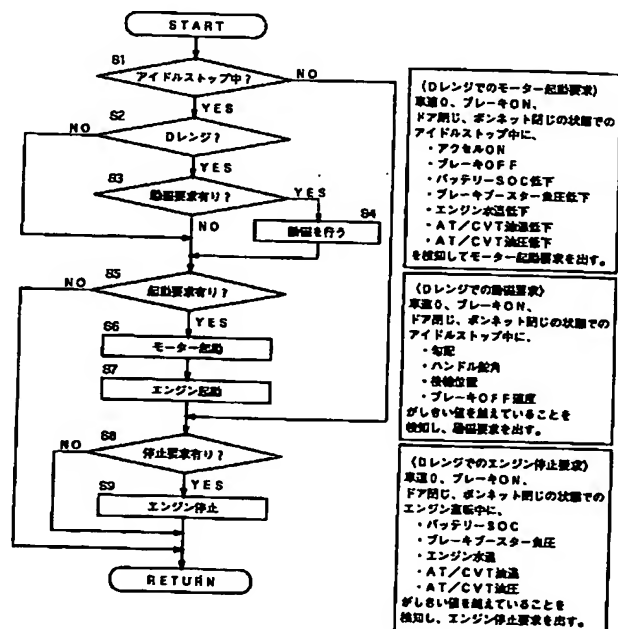 START
S1
アイドルストップ中？
NO
YES
S2
NO
Dレンジ？
YES
S3
励磁要求有り？
YES
NO
S4
励磁を行う
S5
NO
起動要求有り？
YES
S6
モーター起動
S7
エンジン起動
S8
NO
停止要求有り？
YES
S9
エンジン停止
RETURN
（Dレンジでのモーター起動要求）
車速0、ブレーキON、
ドア閉じ、ボンネット閉じの状態での
アイドルストップ中に、
・アクセルON
・ブレーキOFF
・バッテリーSOC低下
・ブレーキブースター負圧低下
・エンジン水温低下
・AT／CVT油温低下
・AT／CVT油圧低下
を検知してモーター起動要求を出す。
（Dレンジでの励磁要求）
車速0、ブレーキON、
ドア閉じ、ボンネット閉じの状態での
アイドルストップ中に、
・勾配
・ハンドル舵角
・ブレーキOFF速度
がしきい値を越えていることを
検知し、励磁要求を出す。
（Dレンジでのエンジン停止要求）
車速0、ブレーキON、
ドア閉じ、ボンネット閉じの状態での
エンジン運転中に、
・バッテリーSOC
・ブレーキブースター負圧
・エンジン水温
・AT／CVT油温
・AT／CVT油圧
がしきい値を越えていることを
検知し、エンジン停止要求を出す。